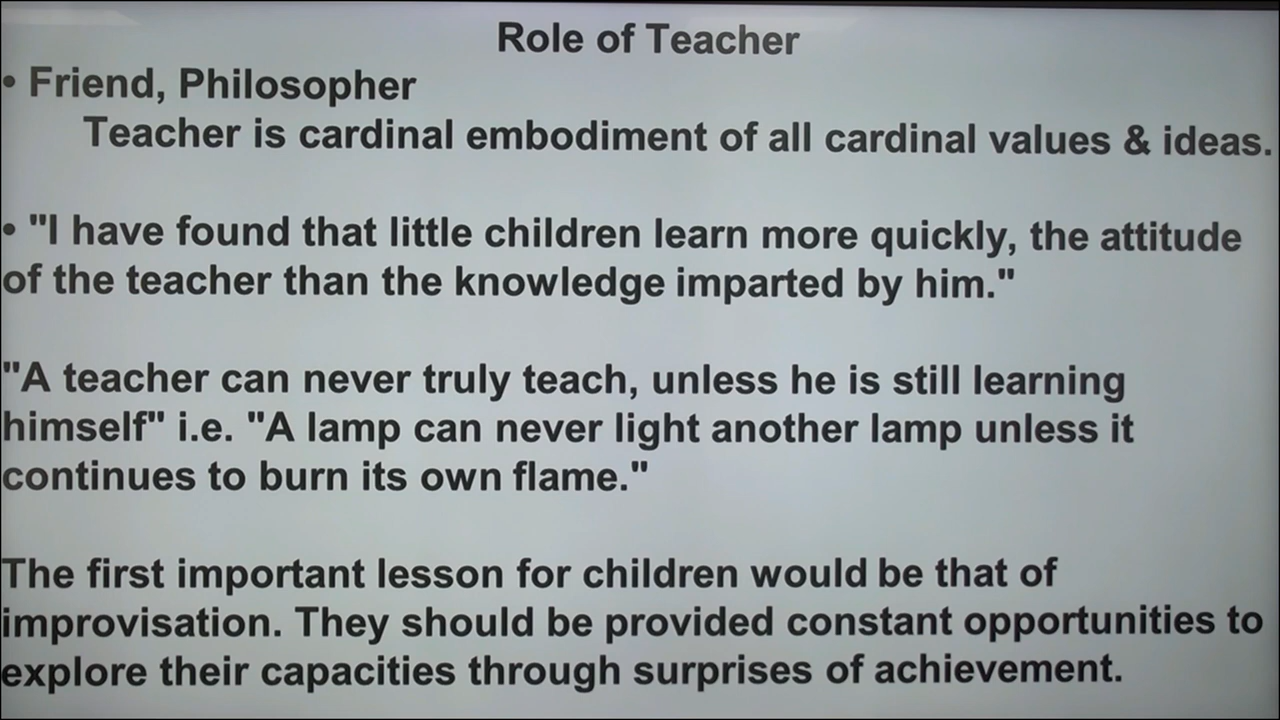 Role of Teacher
• Friend, Philosopher
Teacher is cardinal embodiment of all cardinal values & ideas.
• "I have found that little children learn more quickly, the attitude
of the teacher than the knowledge imparted by him."
"A teacher can never truly teach, unless he is still learning
himself" i.e. "A lamp can never light another lamp unless it
continues to burn its own flame."
The first important lesson for children would be that of
improvisation. They should be provided constant opportunities to
explore their capacities through surprises of achievement.